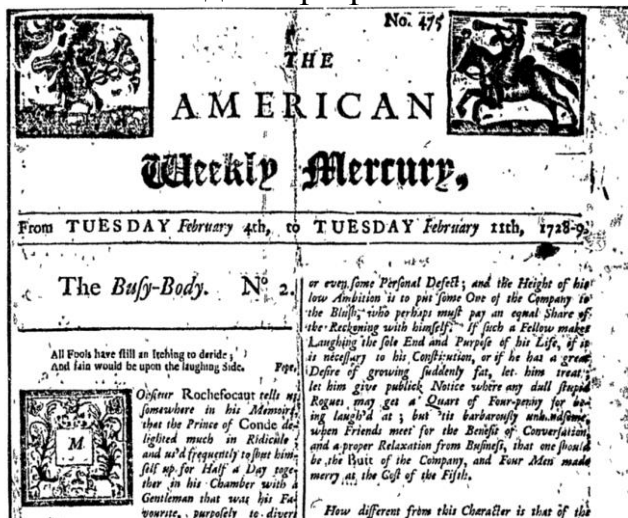 No. 475
THE
AMERICAN
Weekly Mercury,
From TUESDAY February 4th, to TUESDAY February 11th, 1728-9.
The Busy-Body. No 2.
All Fools have still an Itching to deride;
And fain would be upon the laughing Side. Pope.
M
Onsieur Rochefocaut tells us
somewhere in his Memoirs
that the Prince of Conde de-
lighted much in Ridicule;
and us'd frequently to shut him-
self up for Half a Day toge-
ther in his Chamber with a
Gentleman that was his Fa-
vourite, purposely to divert
or even some Personal Defect; and the Height of his
low Ambition is to put some One of the Company to
the Blush, who perhaps must pay an equal Share of
the Reckoning with himself. If such a Fellow makes
Laughing the sole End and Purpose of his Life, if it
is necessary to his Constitution, or if he has a great
Desire of growing suddenly fat, let him treat;
let him give publick Notice where any dull stupid
Rogues may get a Quart of Four-penny for be-
ing laugh'd at; but 'tis barbarously unhandsome,
when Friends meet for the Benefit of Conversation,
and a proper Relaxation from Business, that one should
be the Butt of the Company, and Four Men made
merry at the Cost of the Fifth.
How different from this Character is that of the